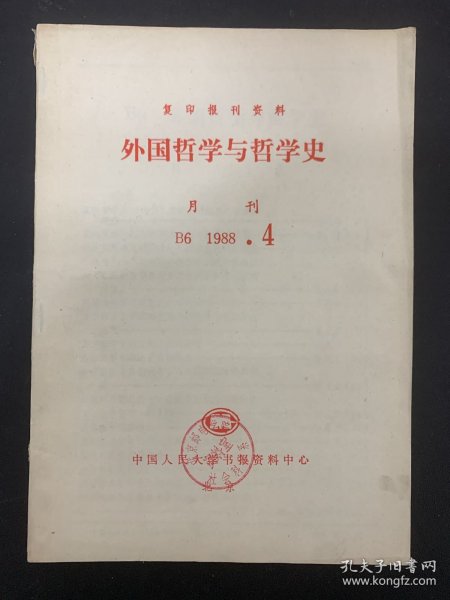 复印报刊资料
外国哲学与哲学史
月 刊
B6 1988 .4
中国人民大学书报资料中心
孔夫子旧书网
www.kongfz.com